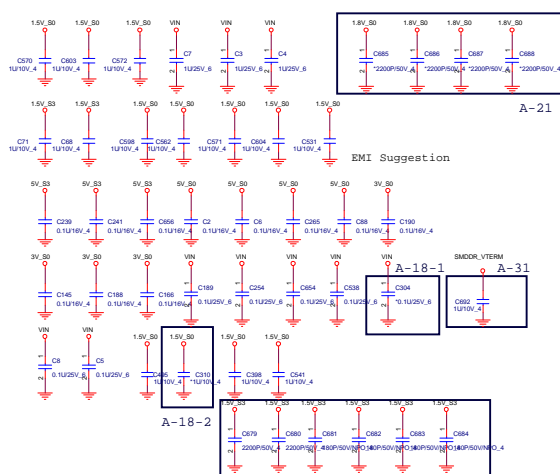 1.5V_S0 1.5V_S0 1.5V_S0 VIN VIN VIN 1.8V_S0 1.8V_S0 1.8V_S0 1.8V_S0
C570 C603 C572 C7 C3 C4 C685 C686 C687 C688
1U/10V_4 1U/10V_4 1U/10V_4 1U/25V_6 1U/25V_6 1U/25V_6 *2200P/50V_4 *2200P/50V_4 *2200P/50V_4 *2200P/50V_4
A-21
1.5V_S3 1.5V_S3 1.5V_S0 1.5V_S0 1.5V_S0 1.5V_S0 1.5V_S0
C71 C68 C598 C562 C571 C604 C531
1U/10V_4 1U/10V_4 1U/10V_4 1U/10V_4 1U/10V_4 1U/10V_4 1U/10V_4
EMI Suggestion
5V_S3 5V_S3 5V_S3 5V_S0 5V_S0 5V_S0 5V_S0 3V_S0
C239 C241 C656 C2 C6 C265 C88 C190
0.1U/16V_4 0.1U/16V_4 0.1U/16V_4 0.1U/16V_4 0.1U/16V_4 0.1U/16V_4 0.1U/16V_4 0.1U/16V_4
3V_S0 3V_S0 3V_S0 VIN VIN VIN VIN VIN A-18-1 SMDDR_VTERM A-31
C145 C188 C166 C189 C254 C654 C538 C304 C692
0.1U/16V_4 0.1U/16V_4 0.1U/16V_4 0.1U/25V_6 0.1U/25V_6 0.1U/25V_6 0.1U/25V_6 *0.1U/25V_6 1U/10V_4
VIN VIN 1.5V_S0 1.5V_S0 1.5V_S0 1.5V_S0
C8 C5 C310 C398 C541
0.1U/25V_6 0.1U/25V_6 1U/10V_4 *1U/10V_4 1U/10V_4 1U/10V_4
A-18-2
1.5V_S3 1.5V_S3 1.5V_S3 1.5V_S3 1.5V_S3 1.5V_S3
C679 C680 C681 C682 C683 C684
2200P/50V_4 2200P/50V_4